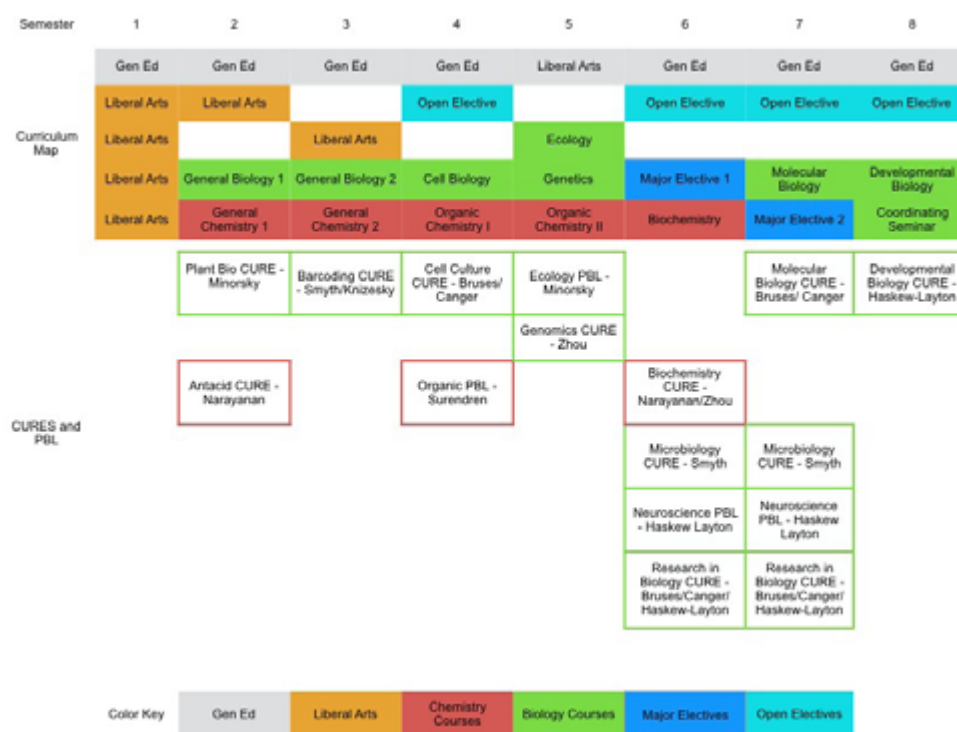 Semester 1 2 3 4 5 6 7 8
Gen Ed Gen Ed Gen Ed Gen Ed Liberal Arts Gen Ed Gen Ed Gen Ed
Liberal Arts Liberal Arts Open Elective Open Elective Open Elective Open Elective
Curriculum Map
Liberal Arts Liberal Arts Ecology
Liberal Arts General Biology 1 General Biology 2 Cell Biology Genetics Major Elective 1 Molecular Biology Developmental Biology
Liberal Arts General Chemistry 1 General Chemistry 2 Organic Chemistry I Organic Chemistry II Biochemistry Major Elective 2 Coordinating Seminar
CURES and PBL
Plant Bio CURE - Minorsky
Barcoding CURE - Smyth/Knizesky
Cell Culture CURE - Bruses/ Canger
Ecology PBL - Minorsky
Molecular Biology CURE - Bruses/ Canger
Developmental Biology CURE - Haskew-Layton
Genomics CURE - Zhou
Antacid CURE - Narayanan
Organic PBL - Surendren
Biochemistry CURE - Narayanan/Zhou
Microbiology CURE - Smyth
Microbiology CURE - Smyth
Neuroscience PBL - Haskew Layton
Neuroscience PBL - Haskew Layton
Research in Biology CURE - Bruses/Canger/ Haskew-Layton
Research in Biology CURE - Bruses/Canger/ Haskew-Layton
Color Key Gen Ed Liberal Arts Chemistry Courses Biology Courses Major Electives Open Electives